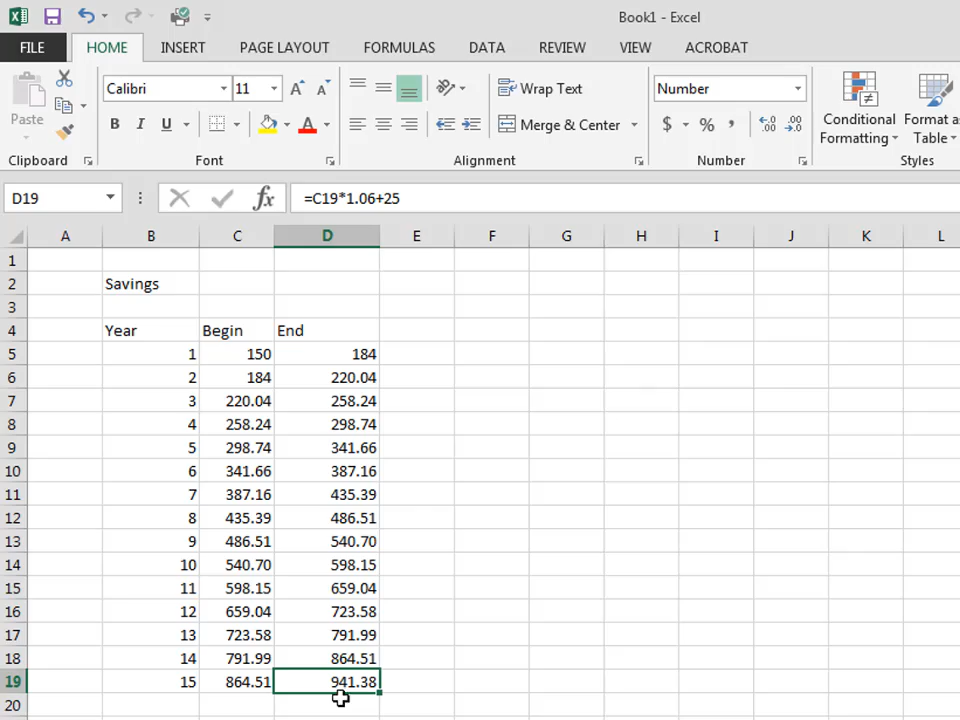 Book1 - Excel
FILE HOME INSERT PAGE LAYOUT FORMULAS DATA REVIEW VIEW ACROBAT
Paste
Calibri 11
Wrap Text
Merge & Center
Number
$ % ,
Conditional Formatting
Format as Table
Clipboard Font Alignment Number Styles
D19 fx =C19*1.06+25
A B C D E F G H I J K L
1
2 Savings
3
4 Year Begin End
5 1 150 184
6 2 184 220.04
7 3 220.04 258.24
8 4 258.24 298.74
9 5 298.74 341.66
10 6 341.66 387.16
11 7 387.16 435.39
12 8 435.39 486.51
13 9 486.51 540.70
14 10 540.70 598.15
15 11 598.15 659.04
16 12 659.04 723.58
17 13 723.58 791.99
18 14 791.99 864.51
19 15 864.51 941.38
20